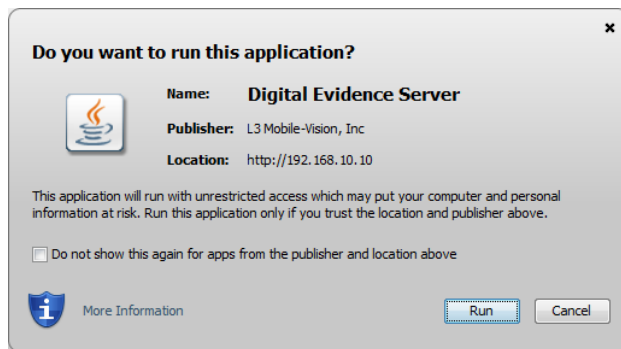 Do you want to run this application?
Name: Digital Evidence Server
Publisher: L3 Mobile-Vision, Inc
Location: http://192.168.10.10
This application will run with unrestricted access which may put your computer and personal
information at risk. Run this application only if you trust the location and publisher above.
Do not show this again for apps from the publisher and location above
More Information
Run
Cancel